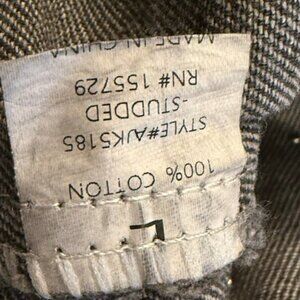 L
100% COTTON
STYLE#AJK5185
-STUDDED
RN# 155729
MADE IN CHINA